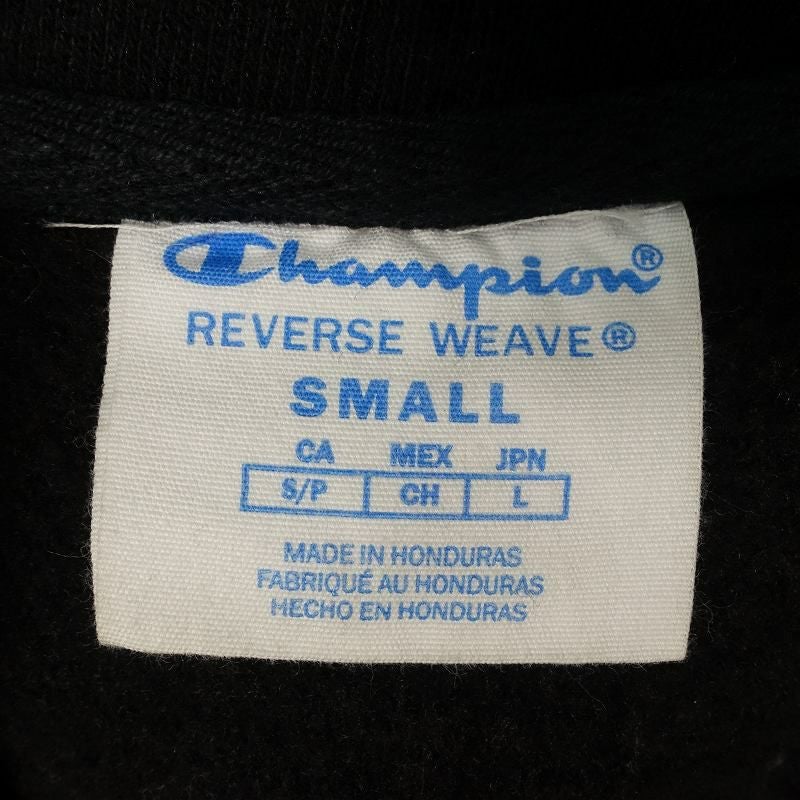 Champion®
REVERSE WEAVE®
SMALL
CA MEX JPN
S/P CH L
MADE IN HONDURAS
FABRIQUÉ AU HONDURAS
HECHO EN HONDURAS